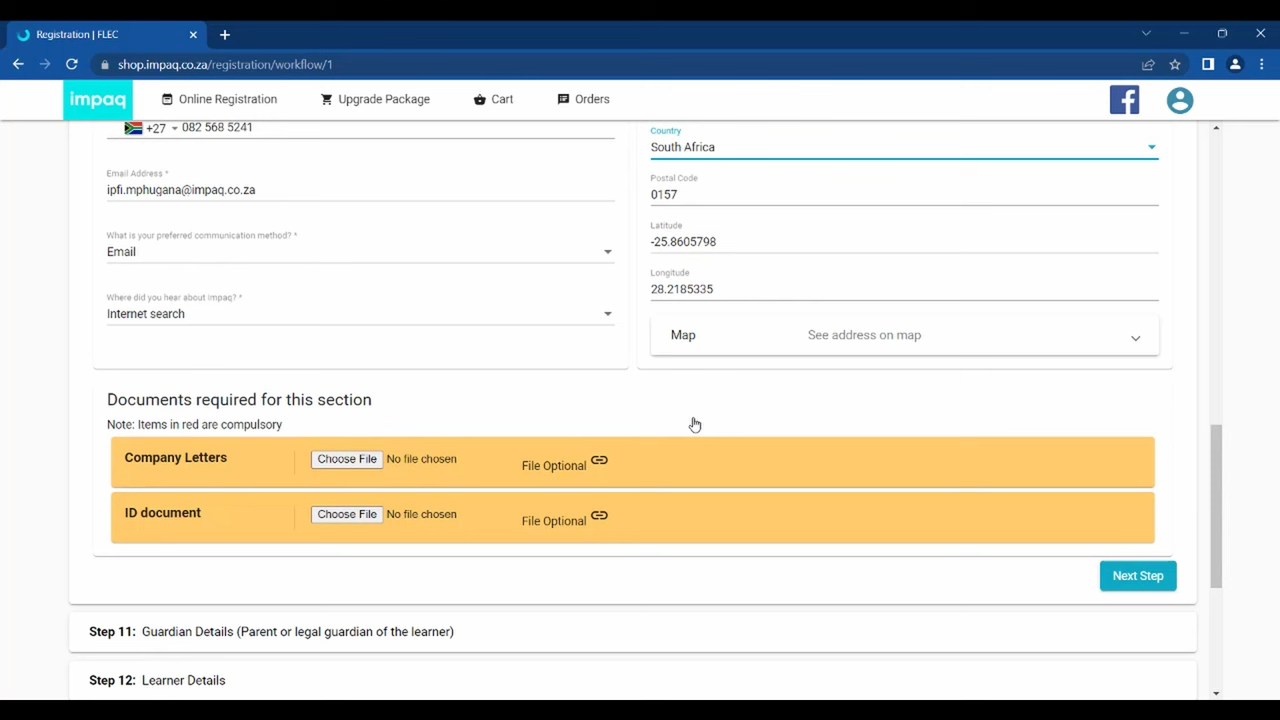 Registration | FLEC
shop.impaq.co.za/registration/workflow/1
impaq
Online Registration
Upgrade Package
Cart
Orders
+27 082 568 5241
Email Address *
ipfi.mphugana@impaq.co.za
What is your preferred communication method? *
Email
Where did you hear about Impaq? *
Internet search
Country
South Africa
Postal Code
0157
Latitude
-25.8605798
Longitude
28.2185335
Map See address on map
Documents required for this section
Note: Items in red are compulsory
Company Letters Choose File No file chosen File Optional
ID document Choose File No file chosen File Optional
Next Step
Step 11: Guardian Details (Parent or legal guardian of the learner)
Step 12: Learner Details